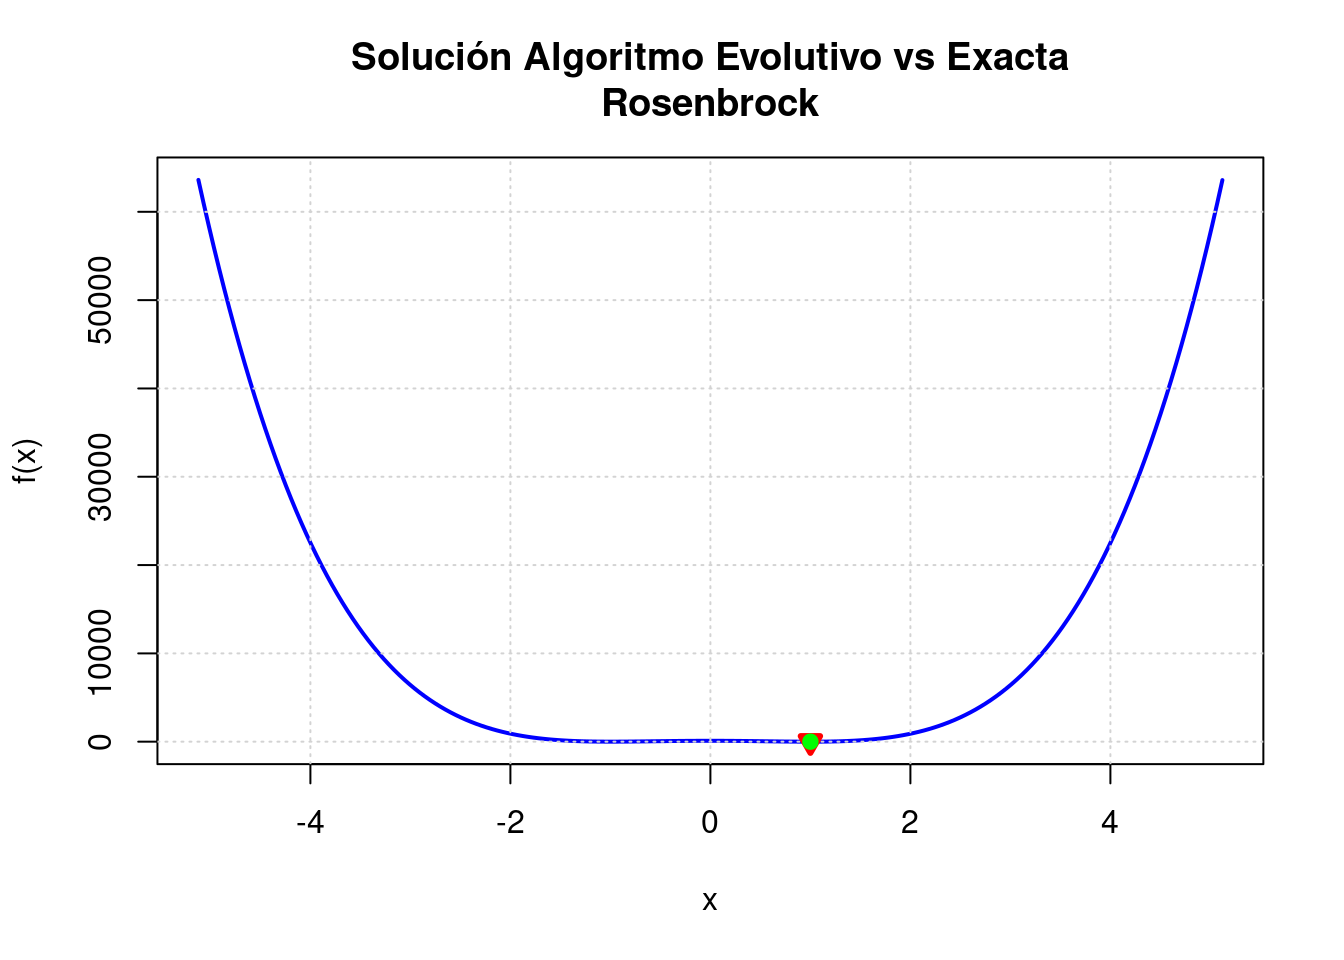 Solución Algoritmo Evolutivo vs Exacta
Rosenbrock
f(x)
50000
30000
10000
0
-4 -2 0 2 4
x